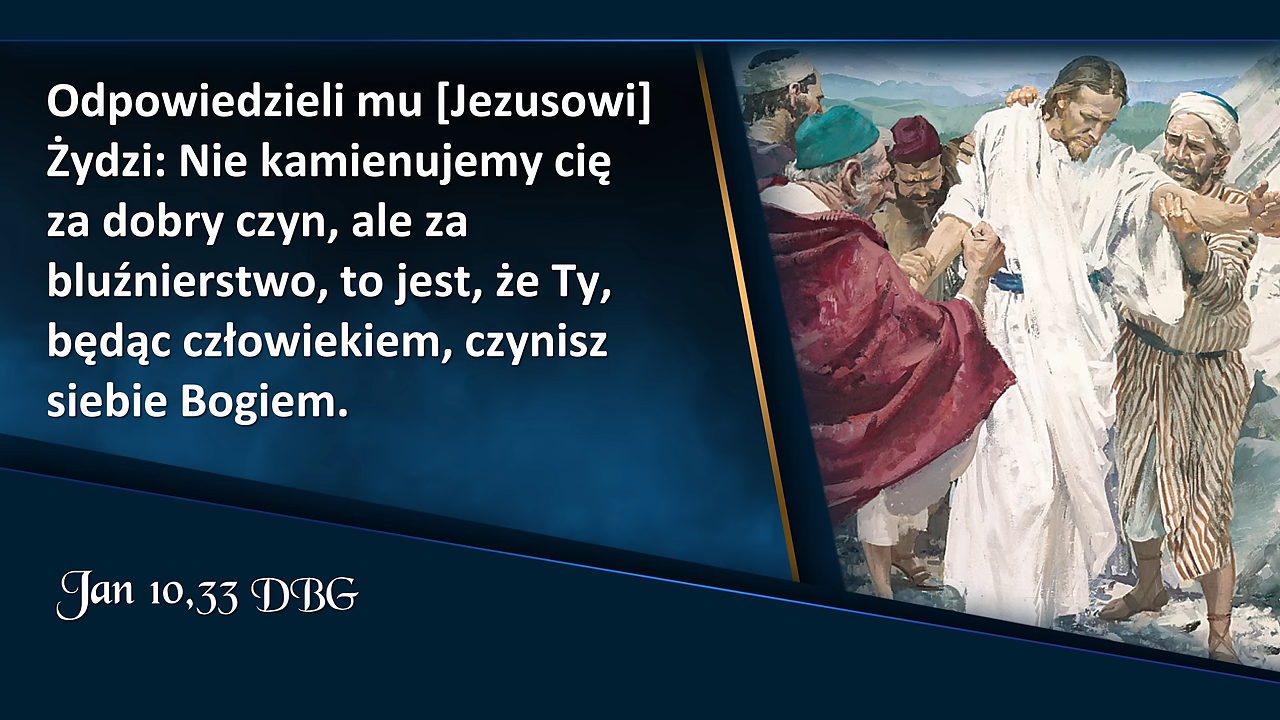 Odpowiedzieli mu [Jezusowi]
Żydzi: Nie kamienujemy cię
za dobry czyn, ale za
bluźnierstwo, to jest, że Ty,
będąc człowiekiem, czynisz
siebie Bogiem.
Jan 10,33 DBG